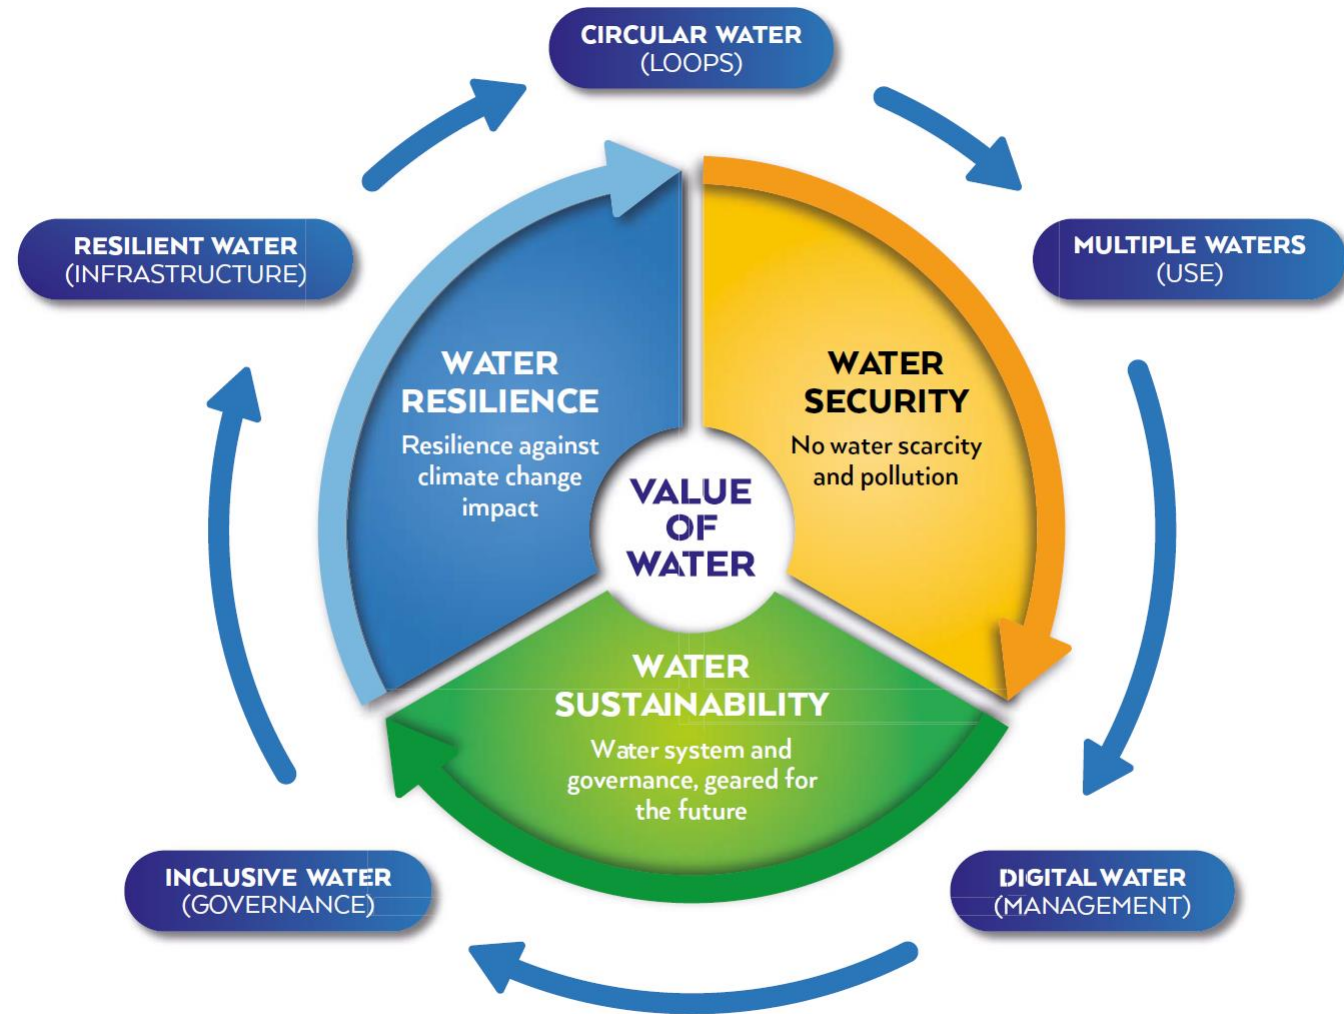 CIRCULAR WATER
(LOOPS)
RESILIENT WATER
(INFRASTRUCTURE)
MULTIPLE WATERS
(USE)
WATER
RESILIENCE
Resilience against
climate change
impact
WATER
SECURITY
No water scarcity
and pollution
VALUE
OF
WATER
WATER
SUSTAINABILITY
Water system and
governance, geared for
the future
INCLUSIVE WATER
(GOVERNANCE)
DIGITAL WATER
(MANAGEMENT)